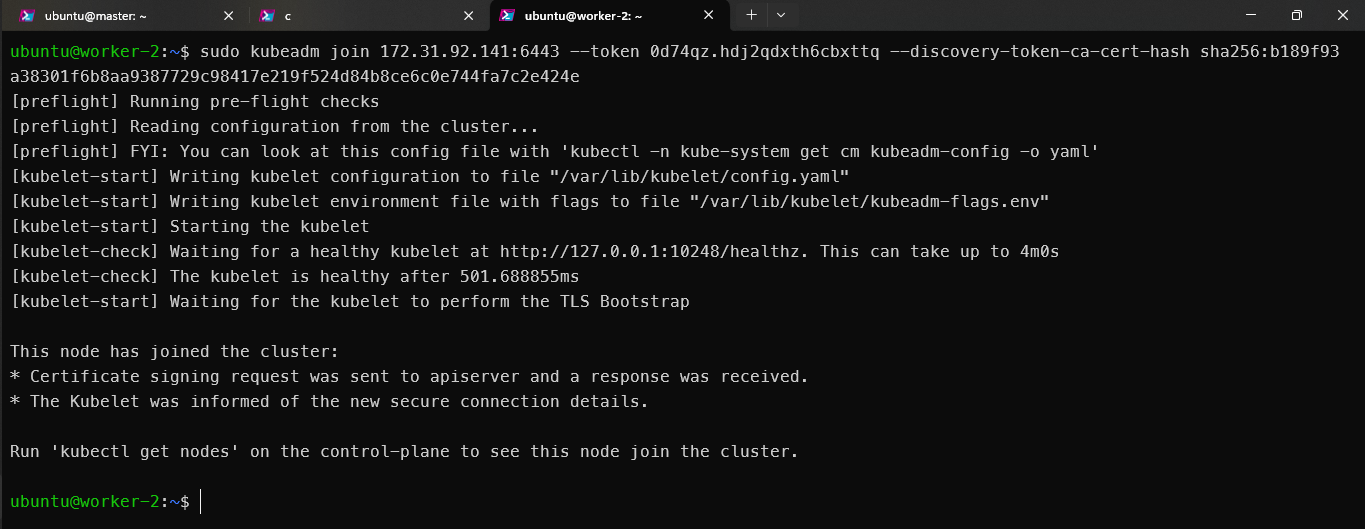 ubuntu@master: ~
c
ubuntu@worker-2: ~
ubuntu@worker-2:~$ sudo kubeadm join 172.31.92.141:6443 --token 0d74qz.hdj2qdxth6cbxttq --discovery-token-ca-cert-hash sha256:b189f93
a38301f6b8aa9387729c98417e219f524d84b8ce6c0e744fa7c2e424e
[preflight] Running pre-flight checks
[preflight] Reading configuration from the cluster...
[preflight] FYI: You can look at this config file with 'kubectl -n kube-system get cm kubeadm-config -o yaml'
[kubelet-start] Writing kubelet configuration to file "/var/lib/kubelet/config.yaml"
[kubelet-start] Writing kubelet environment file with flags to file "/var/lib/kubelet/kubeadm-flags.env"
[kubelet-start] Starting the kubelet
[kubelet-check] Waiting for a healthy kubelet at http://127.0.0.1:10248/healthz. This can take up to 4m0s
[kubelet-check] The kubelet is healthy after 501.688855ms
[kubelet-start] Waiting for the kubelet to perform the TLS Bootstrap
This node has joined the cluster:
* Certificate signing request was sent to apiserver and a response was received.
* The Kubelet was informed of the new secure connection details.
Run 'kubectl get nodes' on the control-plane to see this node join the cluster.
ubuntu@worker-2:~$